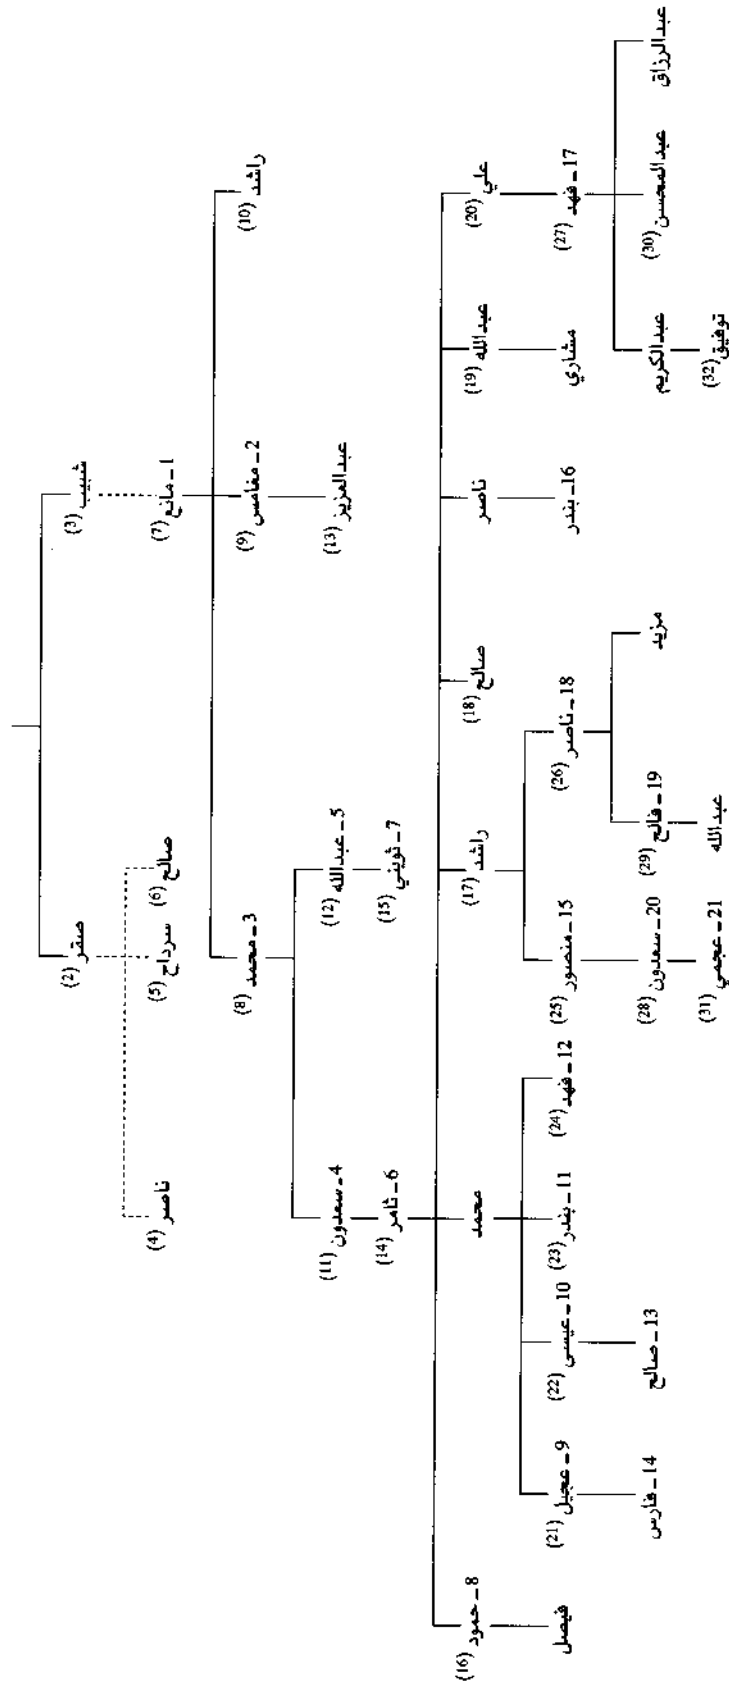 صقر (2)
شبيب (3)
ناصر (4)
سرداح (5)
صالح (6)
1 ـ مانع (7)
3 ـ محمد (8)
2 ـ مغامس (9)
راشد (10)
4 ـ سعدون (11)
5 ـ عبدالله (12)
عبدالعزيز (13)
6 ـ ثامر (14)
7 ـ ثويني (15)
8 ـ حمود (16)
محمد
راشد (17)
صالح (18)
ناصر
عبدالله (19)
علي (20)
فيصل
9 ـ عجيل (21)
10 ـ عيسى (22)
11 ـ بندر (23)
12 ـ فهد (24)
15 ـ منصور (25)
18 ـ ناصر (26)
16 ـ بندر
مشاري
17 ـ فهد (27)
14 ـ فارس
13 ـ صالح
20 ـ سعدون (28)
19 ـ فالح (29)
مزيد
عبدالكريم
عبدالمحسن (30)
عبدالرزاق
21 ـ عجمي (31)
عبدالله
توفيق (32)